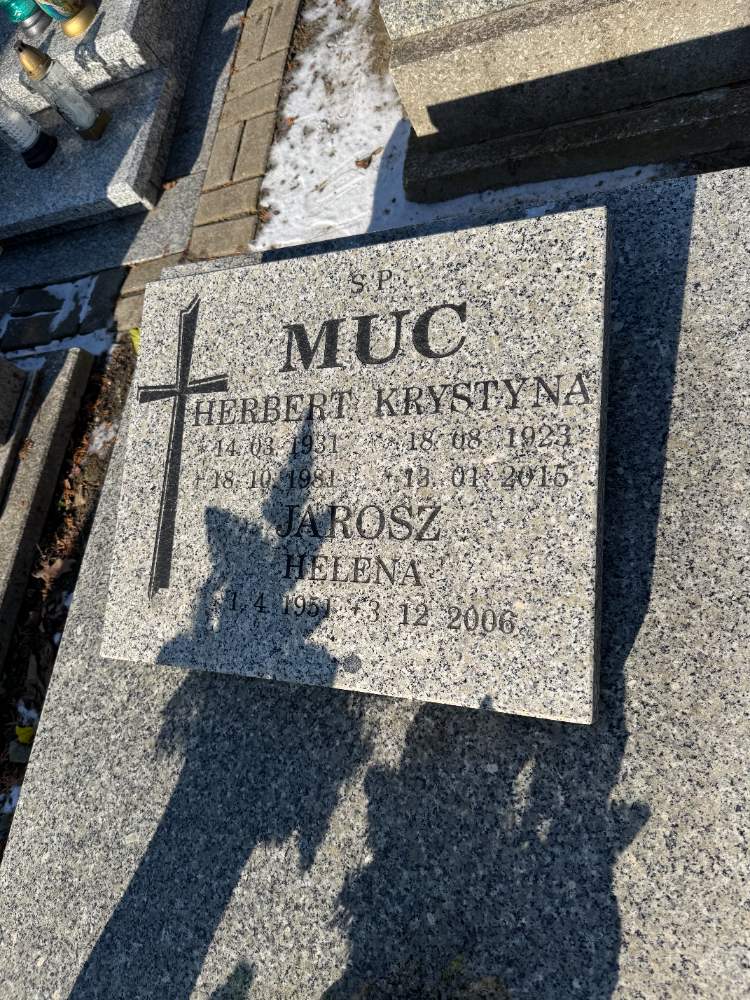 S P
MUC
HERBERT KRYSTYNA
* 14 03 1931 * 18 08 1923
+ 18 10 1981 + 13 01 2015
JAROSZ
HELENA
* 1 4 1951 + 3 12 2006